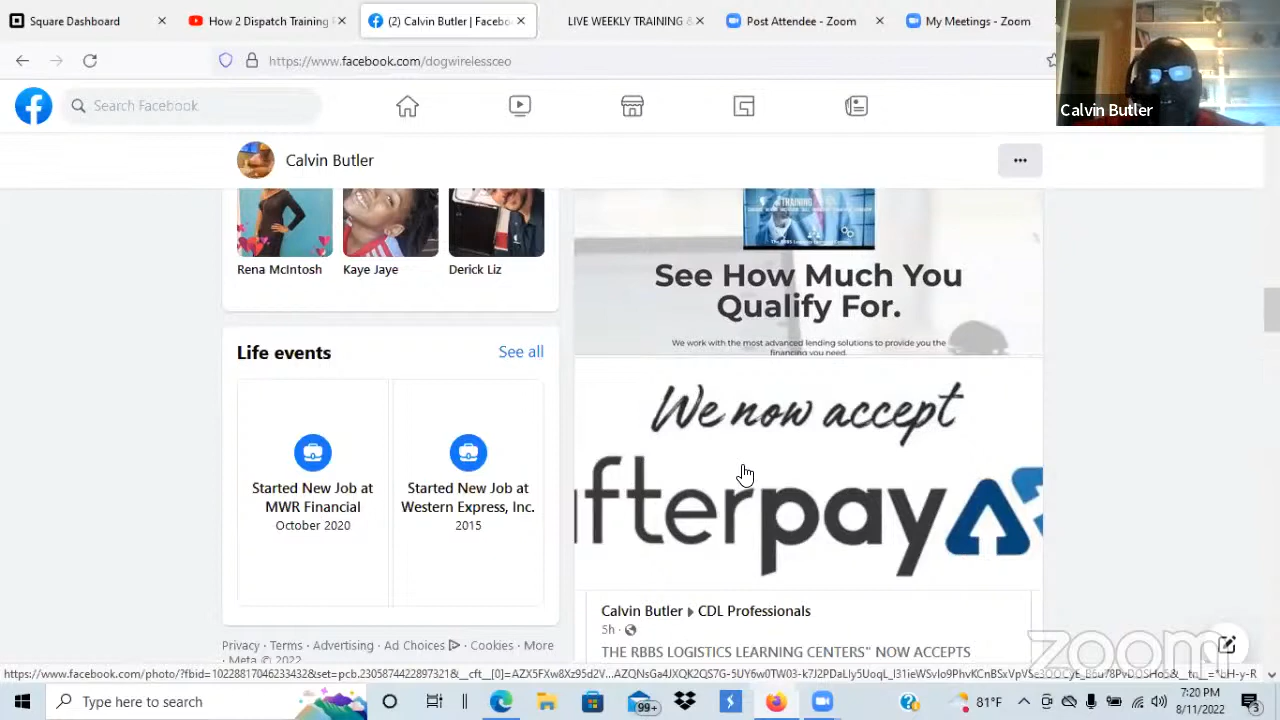 Square Dashboard
How 2 Dispatch Training
(2) Calvin Butler | Facebo
LIVE WEEKLY TRAINING &
Post Attendee - Zoom
My Meetings - Zoom
https://www.facebook.com/dogwirelessceo
Calvin Butler
Search Facebook
Calvin Butler
TRAINING
Rena McIntosh
Kaye Jaye
Derick Liz
See How Much You
Qualify For.
We work with the most advanced lending solutions to provide you the
financing you need.
Life events
See all
Started New Job at
MWR Financial
October 2020
Started New Job at
Western Express, Inc.
2015
We now accept
afterpay
Calvin Butler CDL Professionals
5h ·
THE RBBS LOGISTICS LEARNING CENTERS" NOW ACCEPTS
Privacy · Terms · Advertising · Ad Choices · Cookies · More
Meta © 2022
zoom
Type here to search
99+
81°F
7:20 PM
8/11/2022
3